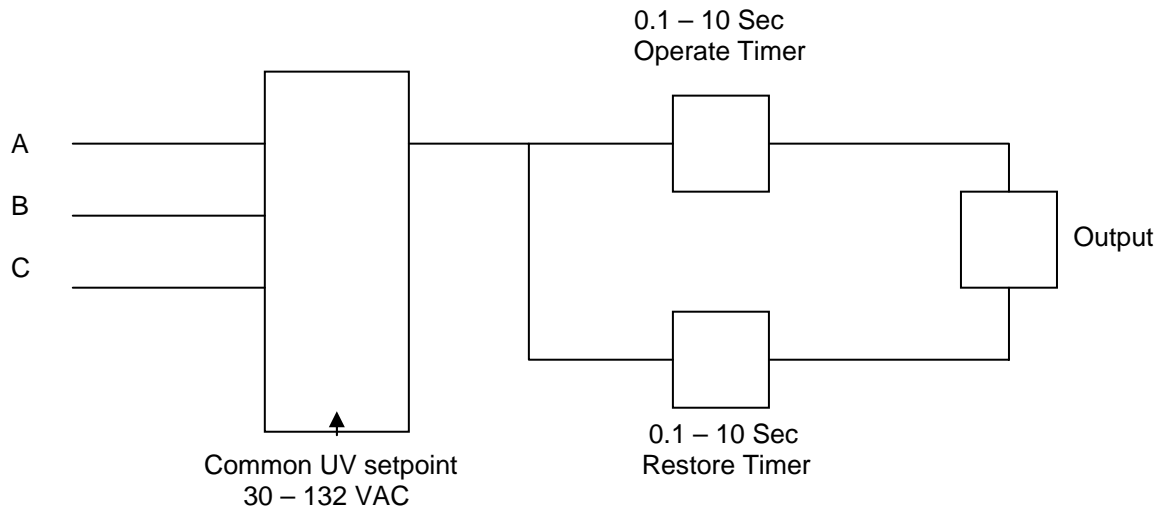 0.1 – 10 Sec
Operate Timer
A
B
C
Output
0.1 – 10 Sec
Restore Timer
Common UV setpoint
30 – 132 VAC